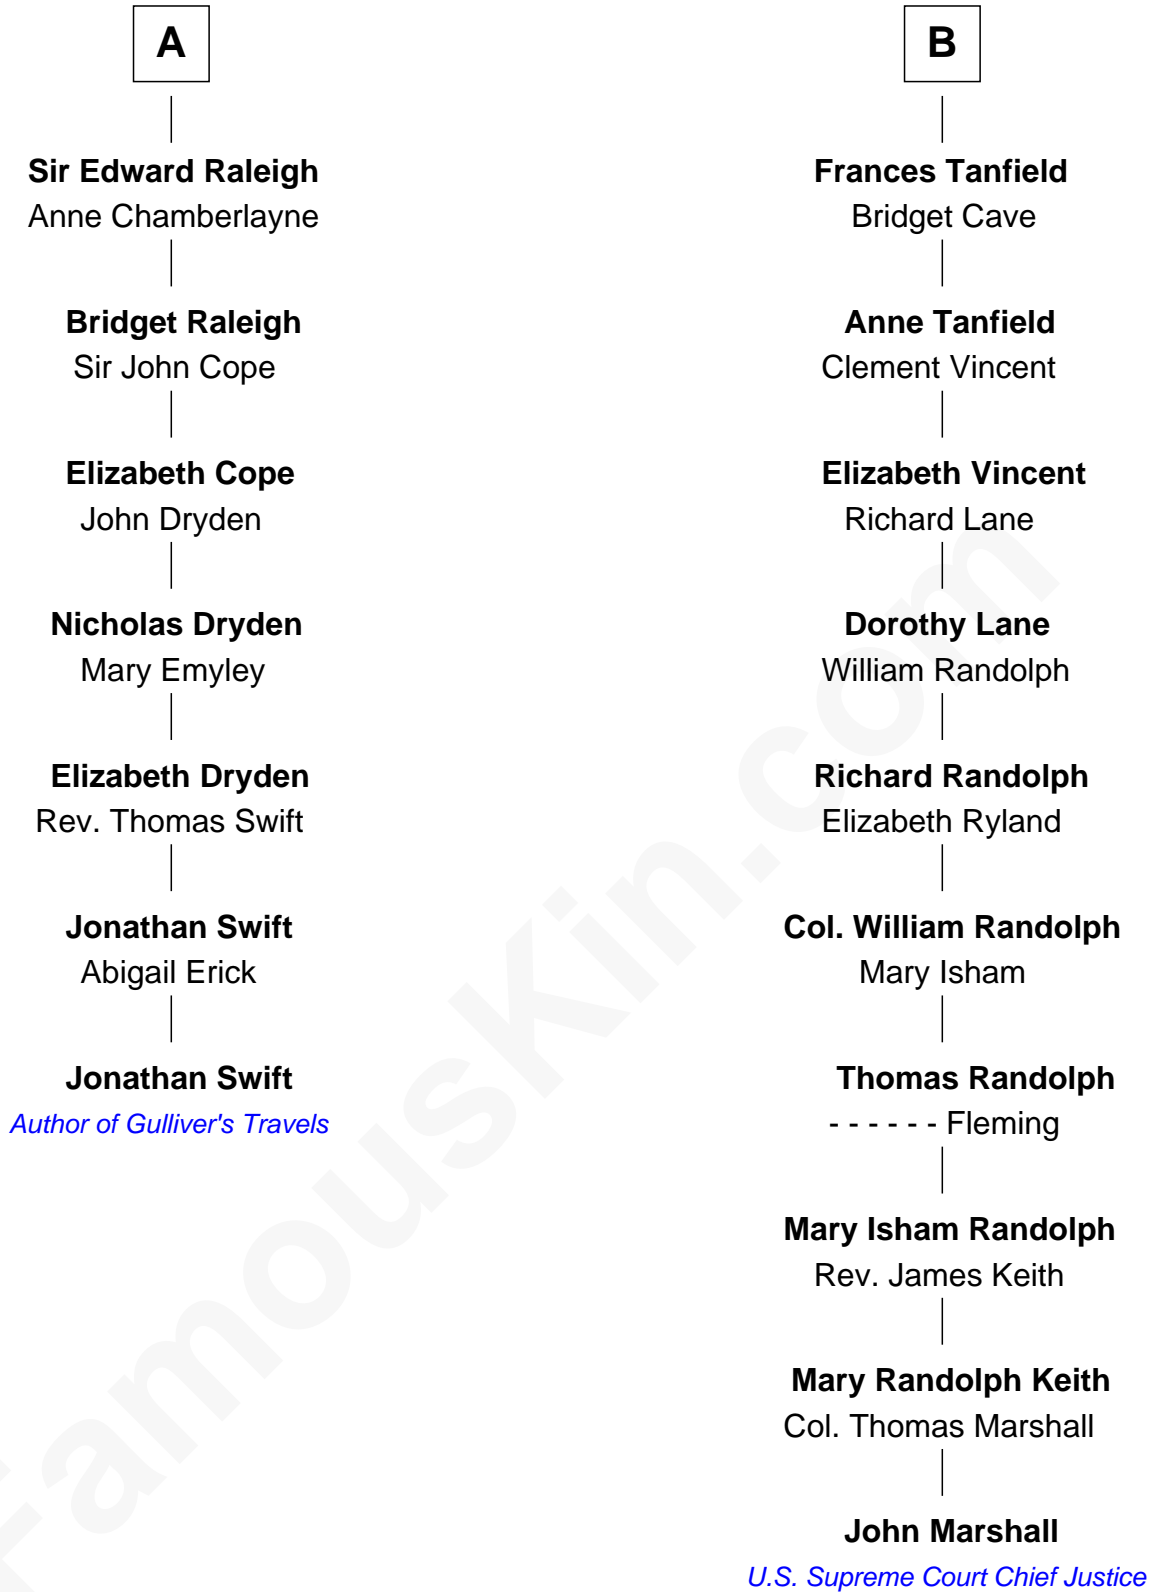 A
Sir Edward Raleigh
Anne Chamberlayne
Bridget Raleigh
Sir John Cope
Elizabeth Cope
John Dryden
Nicholas Dryden
Mary Emyley
Elizabeth Dryden
Rev. Thomas Swift
Jonathan Swift
Abigail Erick
Jonathan Swift
Author of Gulliver's Travels
B
Frances Tanfield
Bridget Cave
Anne Tanfield
Clement Vincent
Elizabeth Vincent
Richard Lane
Dorothy Lane
William Randolph
Richard Randolph
Elizabeth Ryland
Col. William Randolph
Mary Isham
Thomas Randolph
- - - - - - Fleming
Mary Isham Randolph
Rev. James Keith
Mary Randolph Keith
Col. Thomas Marshall
John Marshall
U.S. Supreme Court Chief Justice
FamousKin.com